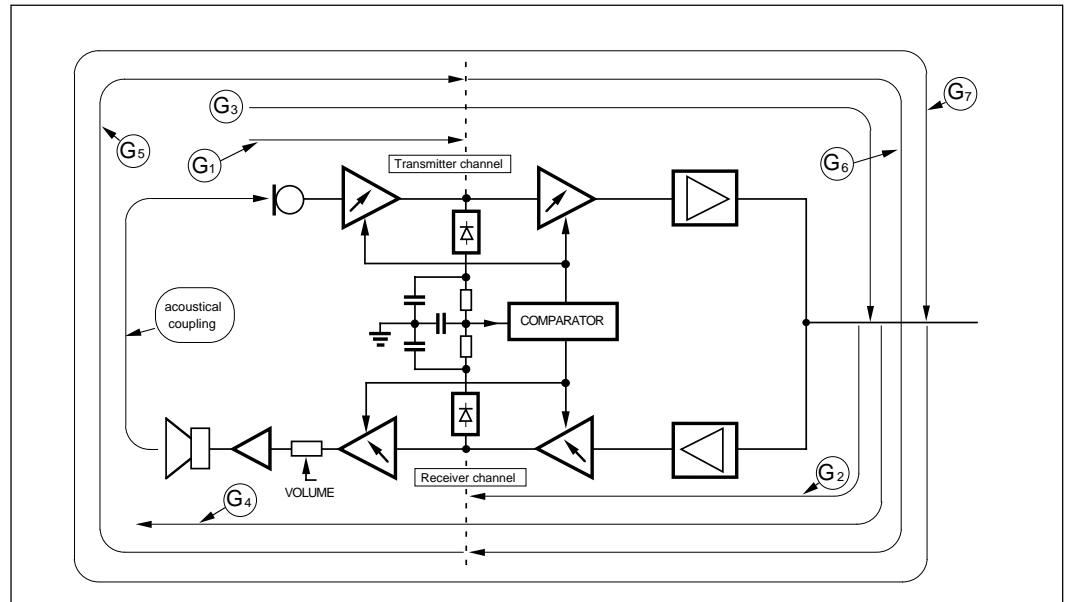 G3
G7
G5
G1
Transmitter channel
G6
acoustical
coupling
COMPARATOR
VOLUME
Receiver channel
G2
G4